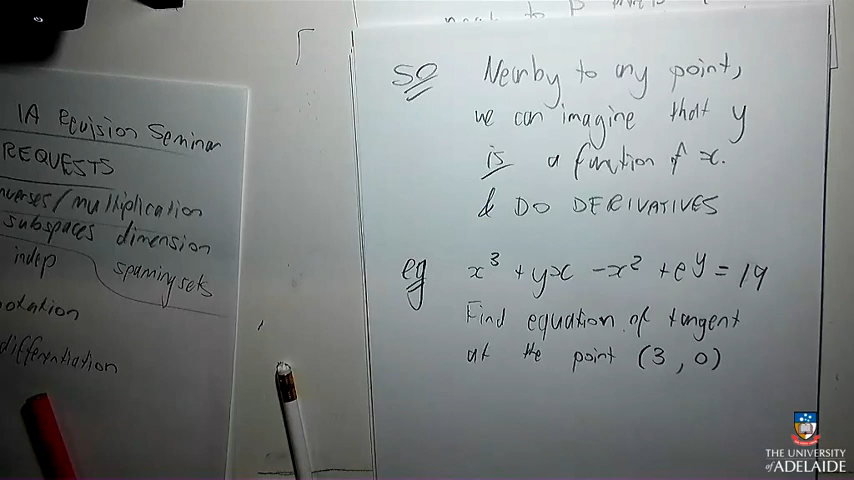 1A Revision Seminar
REQUESTS
nverses/multiplication
subspaces dimension
indep spanning sets
otation
differentiation
need to
SO Nearby to any point,
we can imagine that y
is a function of x.
& DO DERIVATIVES
eg x³ + yx - x² + e^y = 19
Find equation of tangent
at the point (3, 0)
THE UNIVERSITY
of ADELAIDE